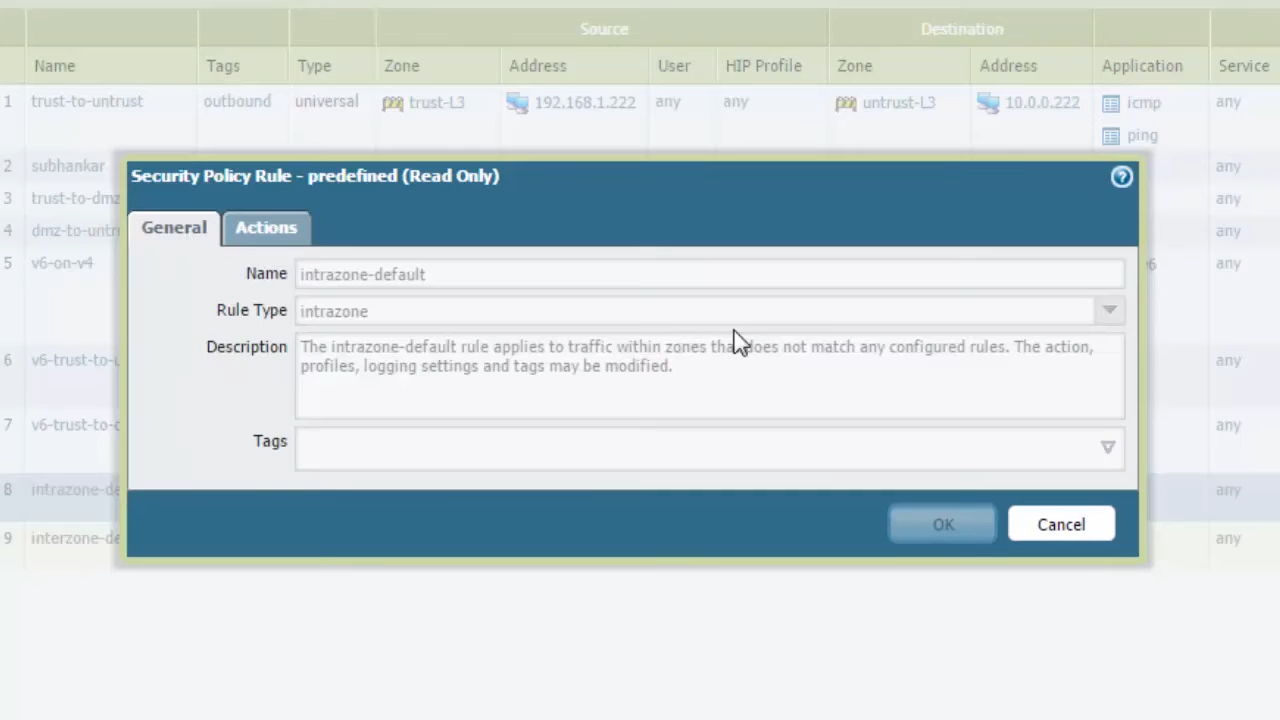 Source
Destination
Name Tags Type Zone Address User HIP Profile Zone Address Application Service
1 trust-to-untrust outbound universal trust-L3 192.168.1.222 any any untrust-L3 10.0.0.222 icmp any
ping
2 subhankar any
Security Policy Rule - predefined (Read Only)
3 trust-to-dmz any
General Actions
4 dmz-to-untr any
5 v6-on-v4 any
Name intrazone-default
Rule Type intrazone
Description The intrazone-default rule applies to traffic within zones that does not match any configured rules. The action,
profiles, logging settings and tags may be modified.
6 v6-trust-to-u any
7 v6-trust-to-d any
Tags
8 intrazone-de any
OK Cancel
9 interzone-de any